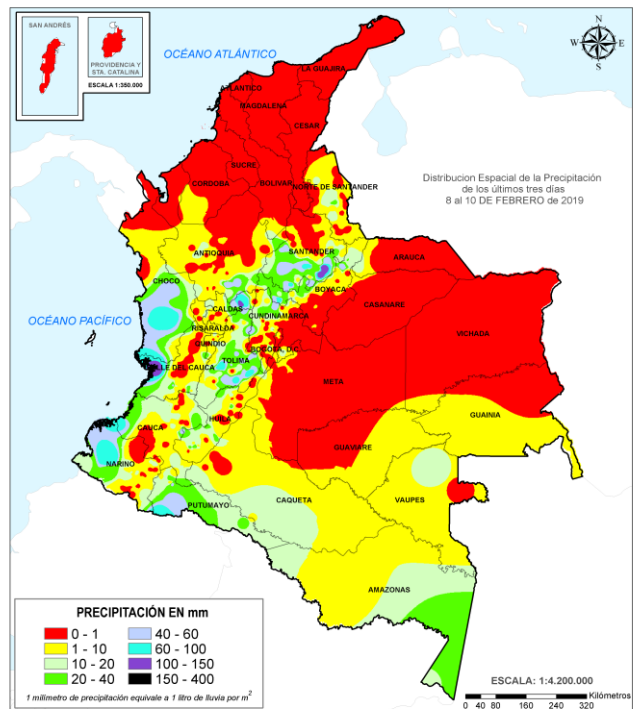 SAN ANDRÉS
PROVIDENCIA Y
STA. CATALINA
ESCALA 1:350.000
OCÉANO ATLÁNTICO
N
W E
S
LA GUAJIRA
ATLANTICO
MAGDALENA
CESAR
SUCRE
CORDOBA
BOLIVAR
NORTE DE SANTANDER
Distribucion Espacial de la Precipitación
de los últimos tres días
8 al 10 DE FEBRERO de 2019
ANTIOQUIA
SANTANDER
ARAUCA
CHOCO
BOYACA
CASANARE
CALDAS
CUNDINAMARCA
OCÉANO PACÍFICO
RISARALDA
VICHADA
QUINDIO
BOGOTA, D.C.
TOLIMA
VALLE DEL CAUCA
META
GUAINIA
HUILA
CAUCA
GUAVIARE
NARINO
CAQUETA
VAUPES
PUTUMAYO
AMAZONAS
PRECIPITACIÓN EN mm
0 - 1 40 - 60
1 - 10 60 - 100
10 - 20 100 - 150
20 - 40 150 - 400
1 milimetro de precipitación equivale a 1 litro de lluvia por m²
ESCALA: 1:4.200.000
Kilómetros
0 40 80 160 240 320